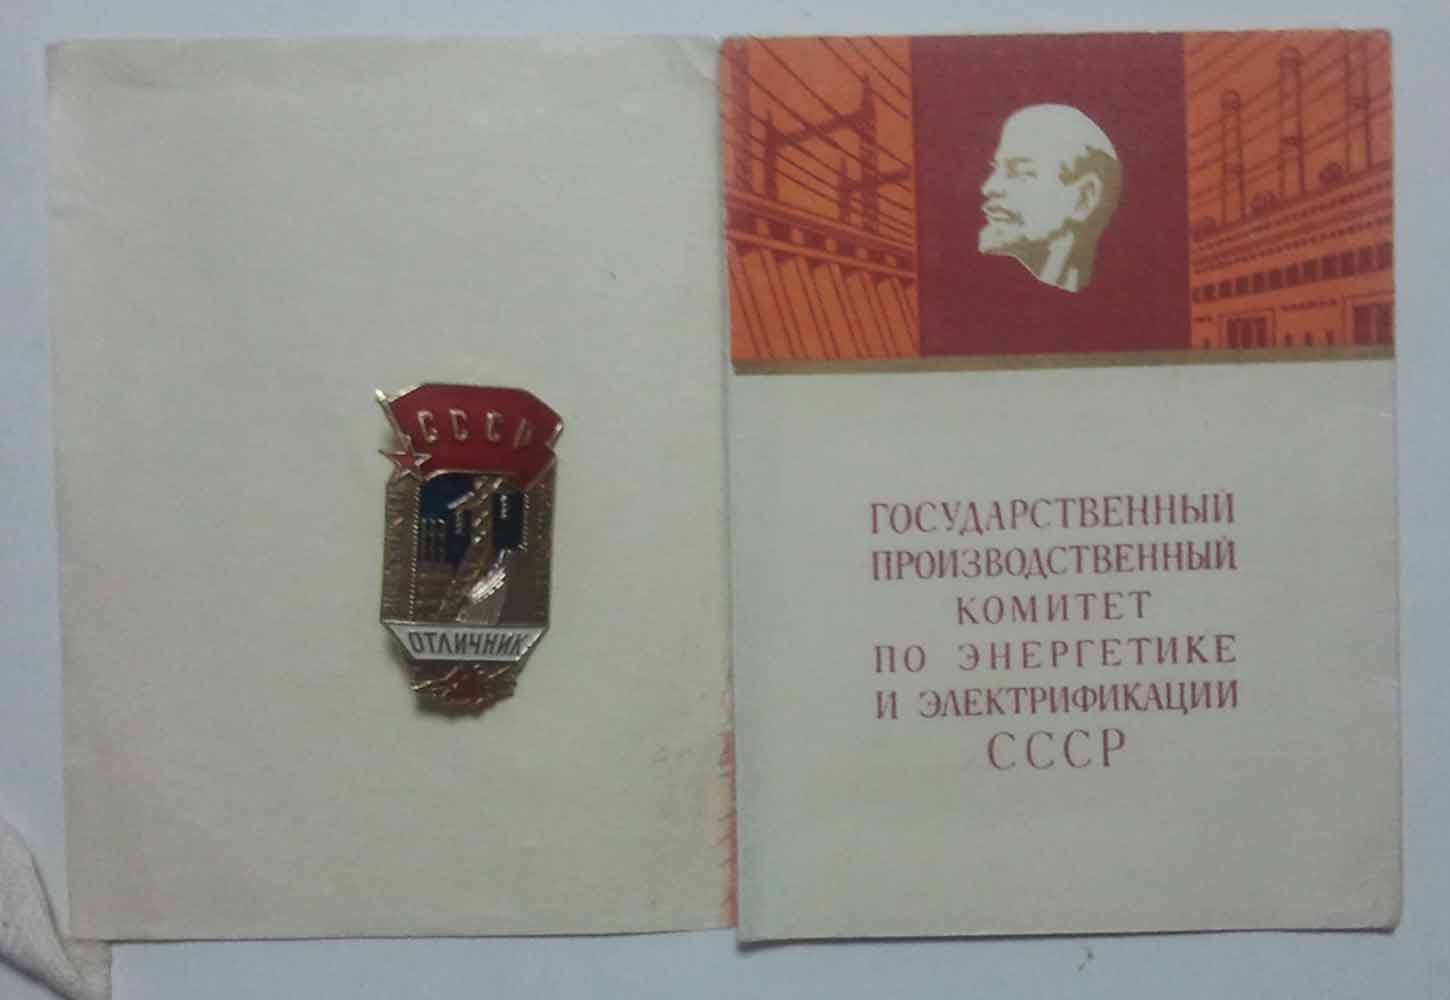 СССР
ОТЛИЧНИК
ГОСУДАРСТВЕННЫЙ
ПРОИЗВОДСТВЕННЫЙ
КОМИТЕТ
ПО ЭНЕРГЕТИКЕ
И ЭЛЕКТРИФИКАЦИИ
СССР